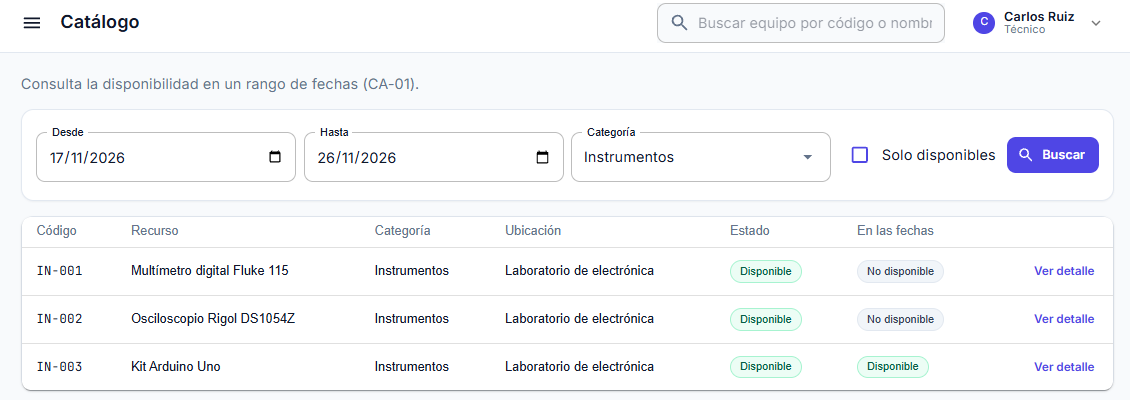 Catálogo
Buscar equipo por código o nombr
C
Carlos Ruiz
Técnico
Consulta la disponibilidad en un rango de fechas (CA-01).
Desde
17/11/2026
Hasta
26/11/2026
Categoría
Instrumentos
Solo disponibles
Buscar
Código Recurso Categoría Ubicación Estado En las fechas
IN-001 Multímetro digital Fluke 115 Instrumentos Laboratorio de electrónica Disponible No disponible Ver detalle
IN-002 Osciloscopio Rigol DS1054Z Instrumentos Laboratorio de electrónica Disponible No disponible Ver detalle
IN-003 Kit Arduino Uno Instrumentos Laboratorio de electrónica Disponible Disponible Ver detalle